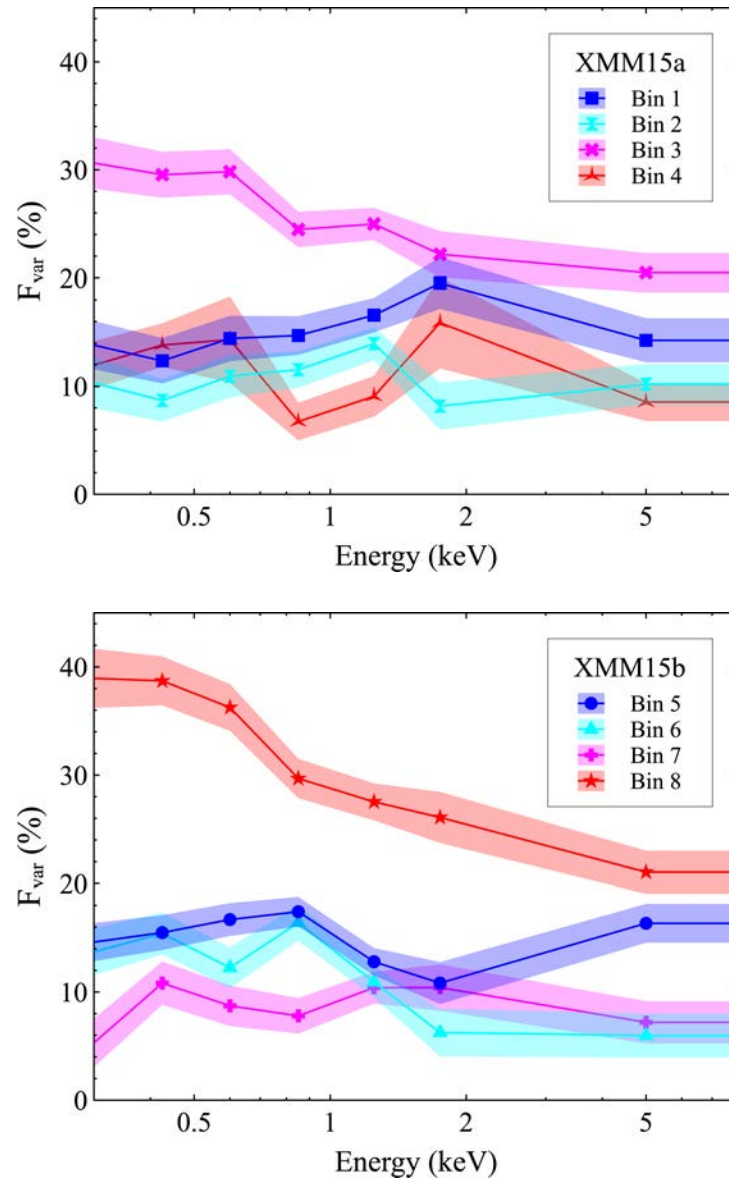 40
XMM15a
Bin 1
Bin 2
30
Bin 3
Bin 4
F_var (%)
20
10
0
0.5 1 2 5
Energy (keV)
40
XMM15b
Bin 5
Bin 6
30
Bin 7
Bin 8
F_var (%)
20
10
0
0.5 1 2 5
Energy (keV)